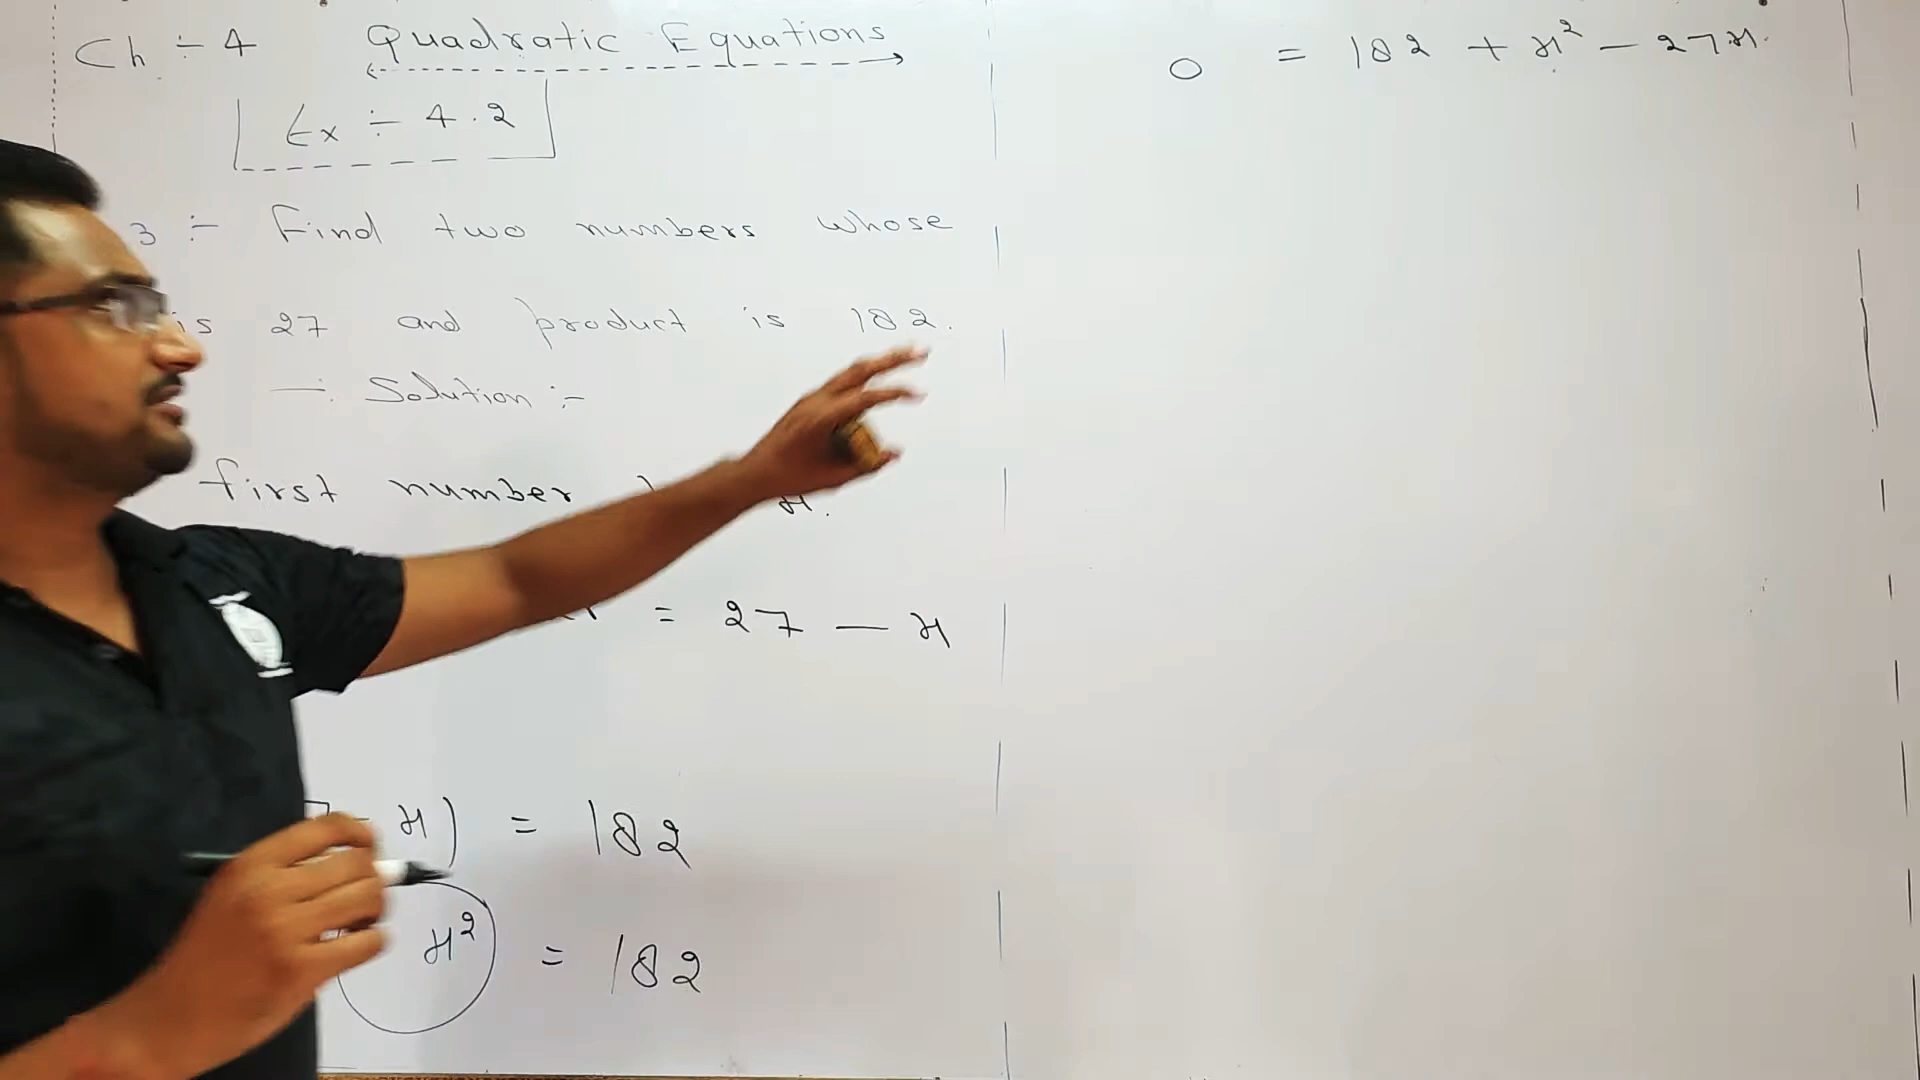 Ch ÷ 4 Quadratic Equations
Ex ÷ 4.2
3 :- Find two numbers whose
is 27 and product is 182.
-: Solution :-
first number x.
= 27 - x
- x) = 182
x² = 182
0 = 182 + x² - 27x.